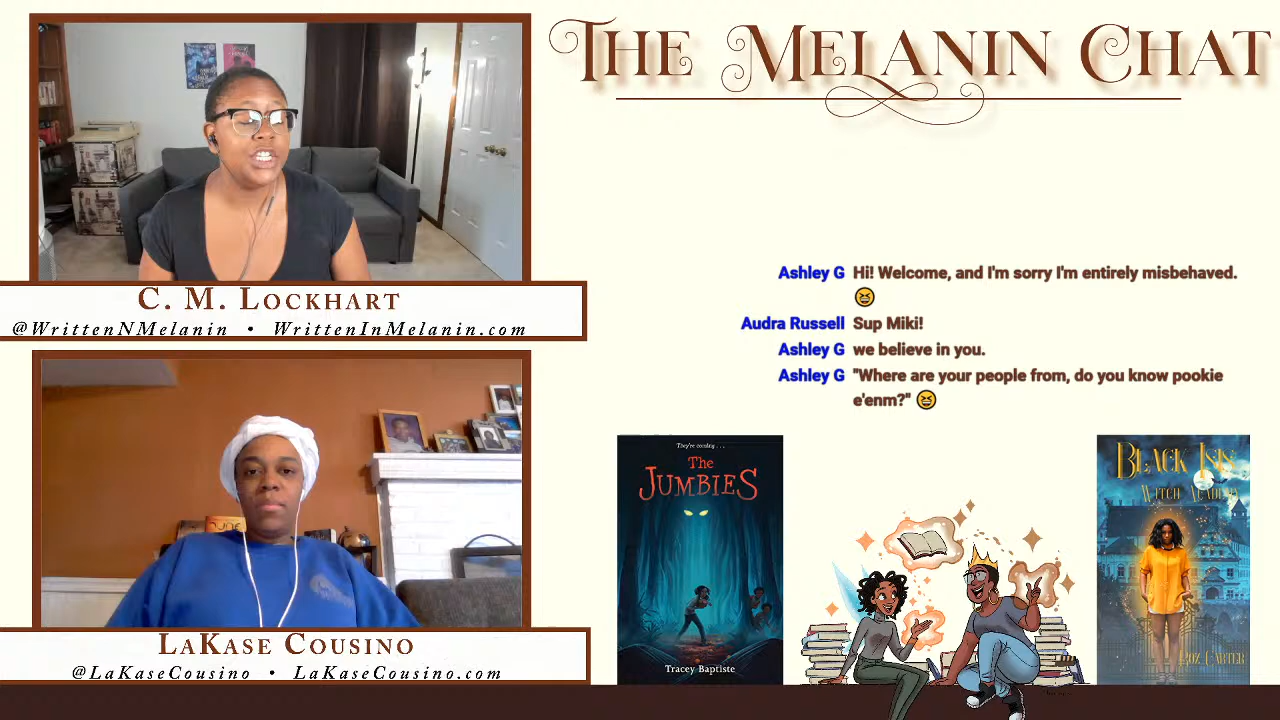 THE MELANIN CHAT
C. M. LOCKHART
@WRITTENNMELANIN • WRITTENINMELANIN.COM
Ashley G Hi! Welcome, and I'm sorry I'm entirely misbehaved.
😆
Audra Russell Sup Miki!
Ashley G we believe in you.
Ashley G "Where are your people from, do you know pookie
e'enm?" 😆
LAKASE COUSINO
@LAKASECOUSINO • LAKASECOUSINO.COM
They're coming . . .
The
JUMBIES
Tracey Baptiste
BLACK ISIS
WITCH ACADEMY
ROZ CARTER
DUNE